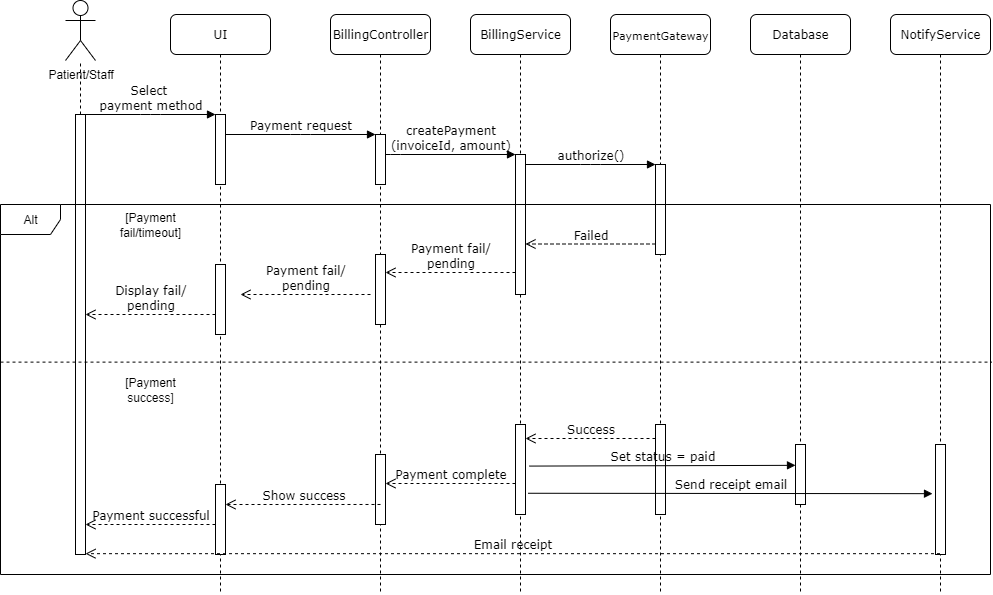 Patient/Staff
UI
BillingController
BillingService
PaymentGateway
Database
NotifyService
Select
payment method
Payment request
createPayment
(invoiceId, amount)
authorize()
Alt
[Payment
fail/timeout]
Failed
Payment fail/
pending
Payment fail/
pending
Display fail/
pending
[Payment
success]
Success
Set status = paid
Payment complete
Send receipt email
Show success
Payment successful
Email receipt